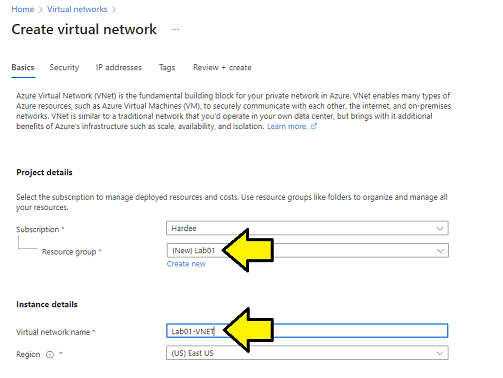 Home > Virtual networks >
Create virtual network ...
Basics Security IP addresses Tags Review + create
Azure Virtual Network (VNet) is the fundamental building block for your private network in Azure. VNet enables many types of
Azure resources, such as Azure Virtual Machines (VM), to securely communicate with each other, the internet, and on-premises
networks. VNet is similar to a traditional network that you'd operate in your own data center, but brings with it additional
benefits of Azure's infrastructure such as scale, availability, and isolation. Learn more.
Project details
Select the subscription to manage deployed resources and costs. Use resource groups like folders to organize and manage all
your resources.
Subscription * Hardee
Resource group * (New) Lab01
Create new
Instance details
Virtual network name * Lab01-VNET
Region * (US) East US